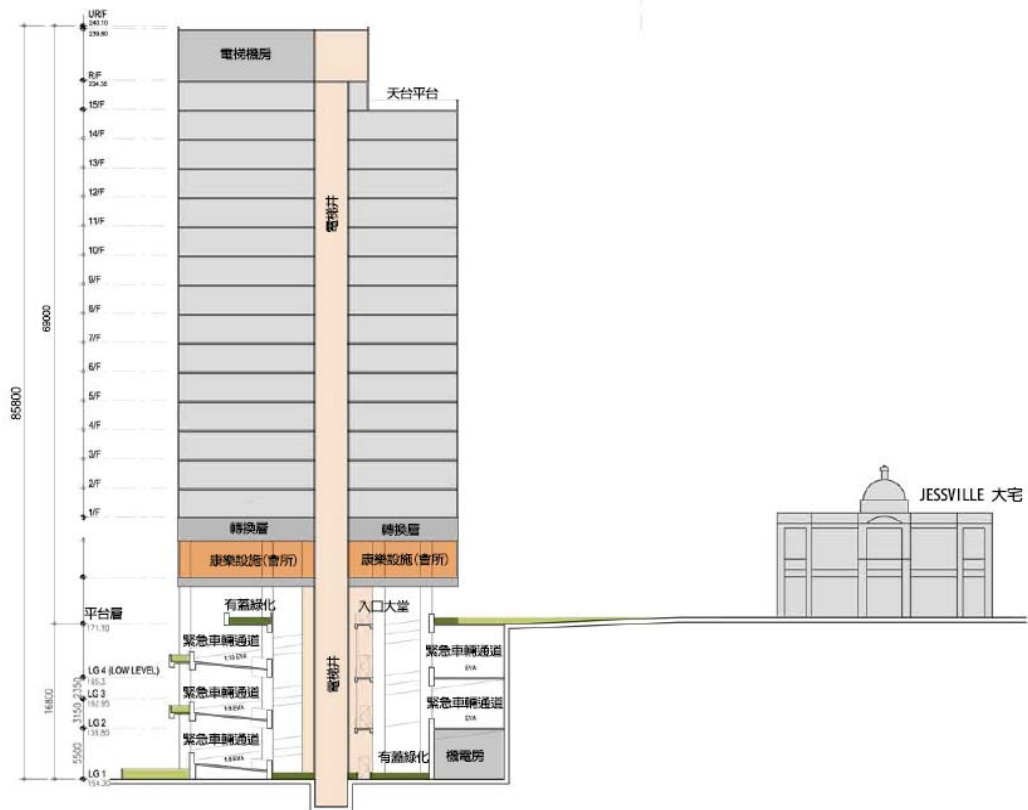 UR/F
240.10
239.80
電梯機房
R/F
234.35
天台平台
15/F
14/F
13/F
12/F
11/F
電梯井
10/F
9/F
8/F
7/F
69000
6/F
5/F
85800
4/F
3/F
2/F
JESSVILLE 大宅
1/F
轉換層
轉換層
康樂設施(會所)
康樂設施(會所)
有蓋綠化
入口大堂
平台層
171.10
緊急車輛通道
緊急車輛通道
EVA
LG 4 (LOW LEVEL)
2350
電梯井
16800
LG 3
緊急車輛通道
緊急車輛通道
EVA
3150
LG 2
緊急車輛通道
有蓋綠化
機電房
5500
LG 1
154.30